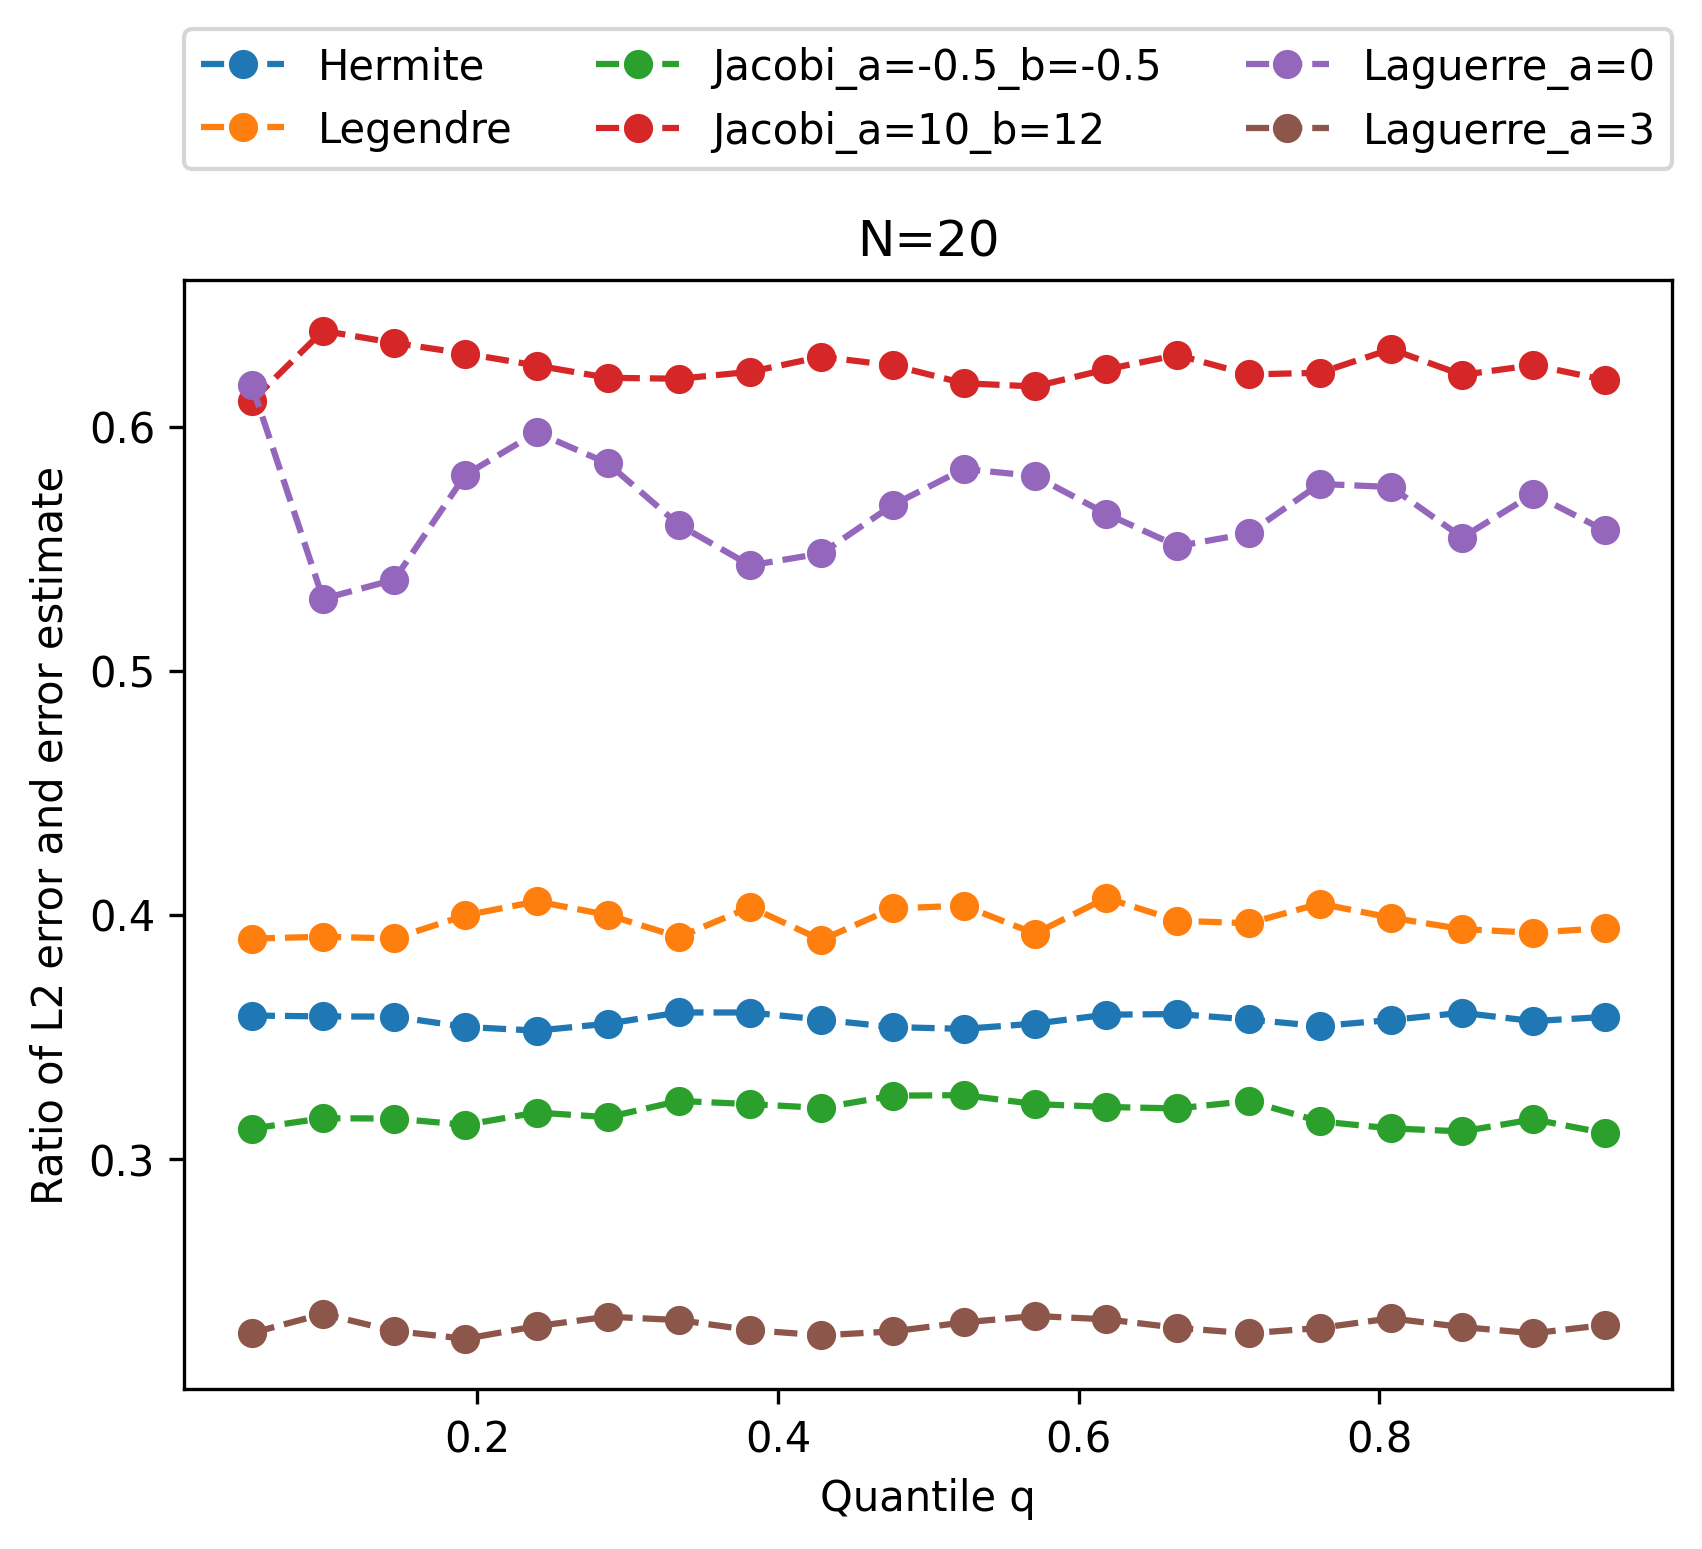 Hermite
Legendre
Jacobi_a=-0.5_b=-0.5
Jacobi_a=10_b=12
Laguerre_a=0
Laguerre_a=3
N=20
Ratio of L2 error and error estimate
0.6
0.5
0.4
0.3
0.2 0.4 0.6 0.8
Quantile q